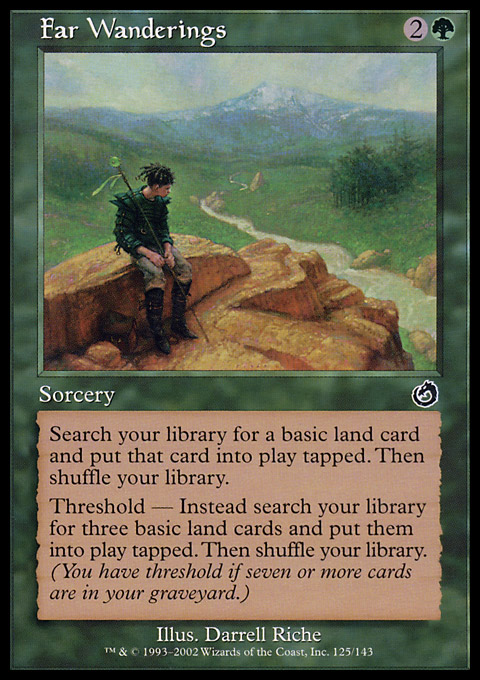 Far Wanderings 2
Sorcery
Search your library for a basic land card
and put that card into play tapped. Then
shuffle your library.
Threshold — Instead search your library
for three basic land cards and put them
into play tapped. Then shuffle your library.
(You have threshold if seven or more cards
are in your graveyard.)
Illus. Darrell Riche
™ & © 1993-2002 Wizards of the Coast, Inc. 125/143